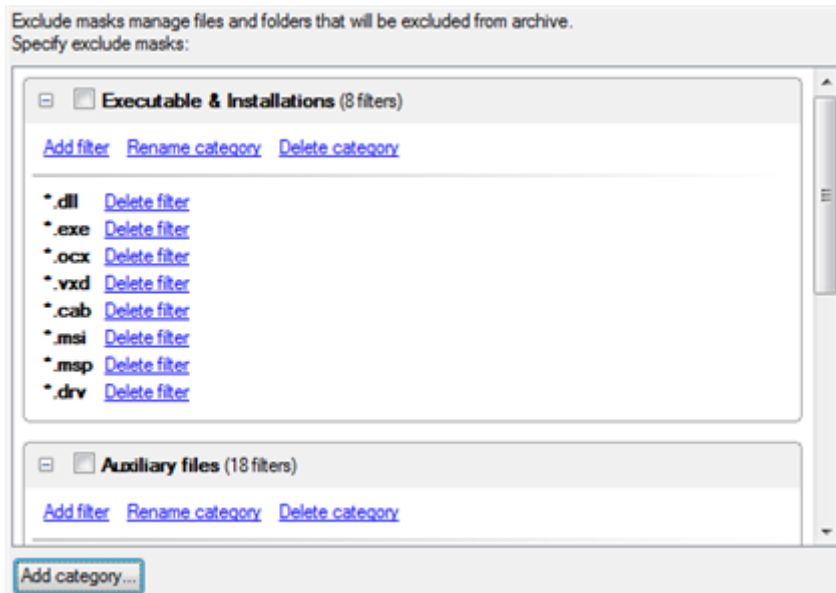 Exclude masks manage files and folders that will be excluded from archive.
Specify exclude masks:
Executable & Installations (8 filters)
Add filter Rename category Delete category
*.dll Delete filter
*.exe Delete filter
*.ocx Delete filter
*.vxd Delete filter
*.cab Delete filter
*.msi Delete filter
*.msp Delete filter
*.drv Delete filter
Auxiliary files (18 filters)
Add filter Rename category Delete category
Add category...